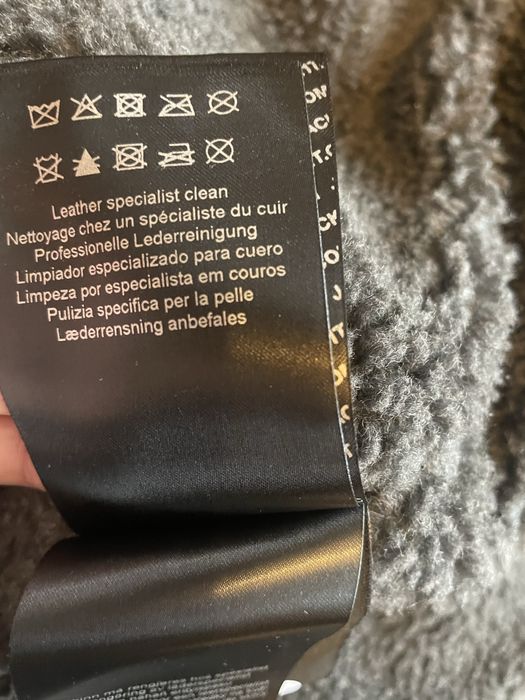 Leather specialist clean
Nettoyage chez un spécialiste du cuir
Professionelle Lederreinigung
Limpiador especializado para cuero
Limpeza por especialista em couros
Pulizia specifica per la pelle
Læderrensning anbefales